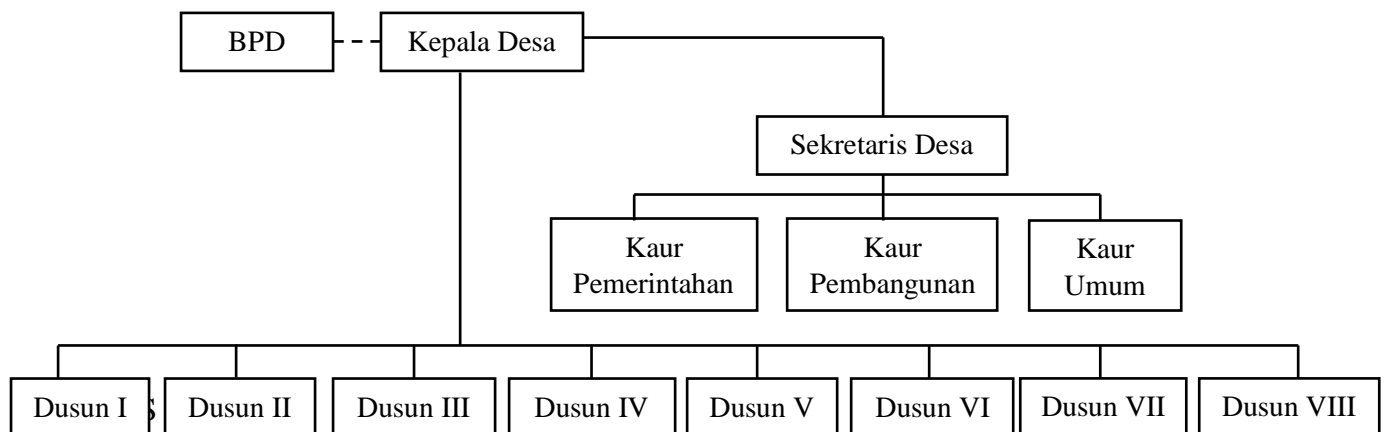 BPD
Kepala Desa
Sekretaris Desa
Kaur
Pemerintahan
Kaur
Pembangunan
Kaur
Umum
Dusun I
Dusun II
Dusun III
Dusun IV
Dusun V
Dusun VI
Dusun VII
Dusun VIII